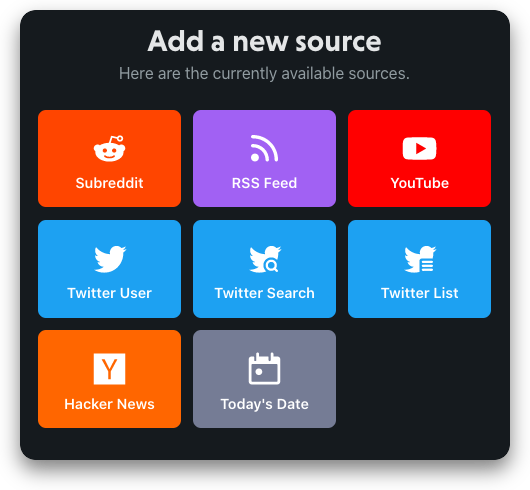 Add a new source
Here are the currently available sources.
Subreddit
RSS Feed
YouTube
Twitter User
Twitter Search
Twitter List
Y
Hacker News
Today's Date